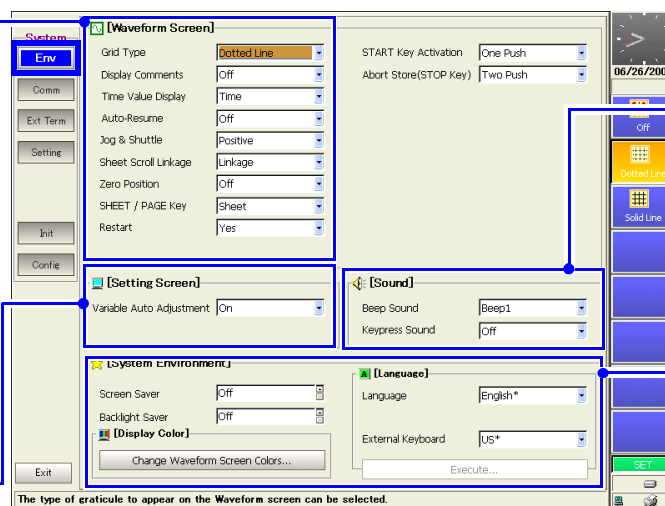 System
Env
Comm
Ext Term
Setting
Init
Config
Exit
[Waveform Screen]
Grid Type Dotted Line
Display Comments Off
Time Value Display Time
Auto-Resume Off
Jog & Shuttle Positive
Sheet Scroll Linkage Linkage
Zero Position Off
SHEET / PAGE Key Sheet
Restart Yes
START Key Activation One Push
Abort Store(STOP Key) Two Push
[Setting Screen]
Variable Auto Adjustment On
[Sound]
Beep Sound Beep1
Keypress Sound Off
[System Environment]
Screen Saver Off
Backlight Saver Off
[Display Color]
Change Waveform Screen Colors...
A [Language]
Language English*
External Keyboard US*
Execute...
06/26/200
Off
Dotted Line
Solid Line
SET
The type of graticule to appear on the Waveform screen can be selected.